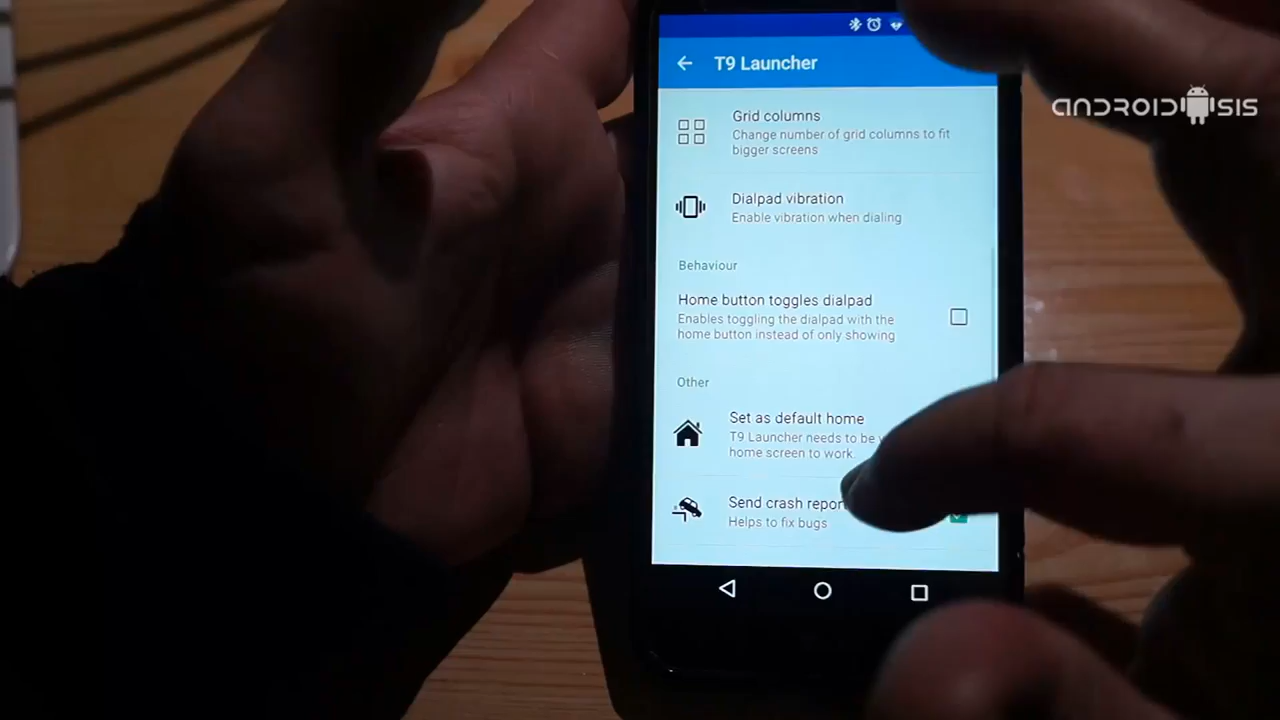 T9 Launcher
ANDROIDSIS
Grid columns
Change number of grid columns to fit
bigger screens
Dialpad vibration
Enable vibration when dialing
Behaviour
Home button toggles dialpad
Enables toggling the dialpad with the
home button instead of only showing
Other
Set as default home
T9 Launcher needs to be
home screen to work.
Send crash
Helps to fix bugs